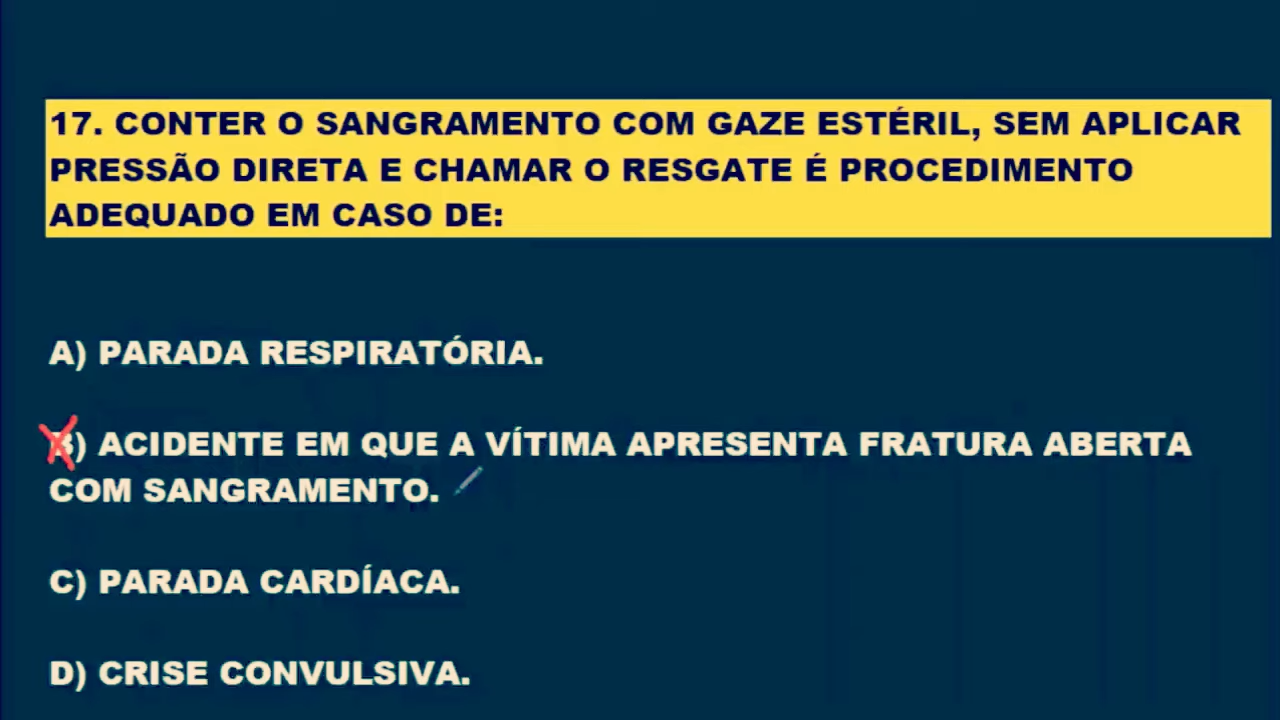 17. CONTER O SANGRAMENTO COM GAZE ESTÉRIL, SEM APLICAR
PRESSÃO DIRETA E CHAMAR O RESGATE É PROCEDIMENTO
ADEQUADO EM CASO DE:
A) PARADA RESPIRATÓRIA.
B) ACIDENTE EM QUE A VÍTIMA APRESENTA FRATURA ABERTA
COM SANGRAMENTO.
C) PARADA CARDÍACA.
D) CRISE CONVULSIVA.